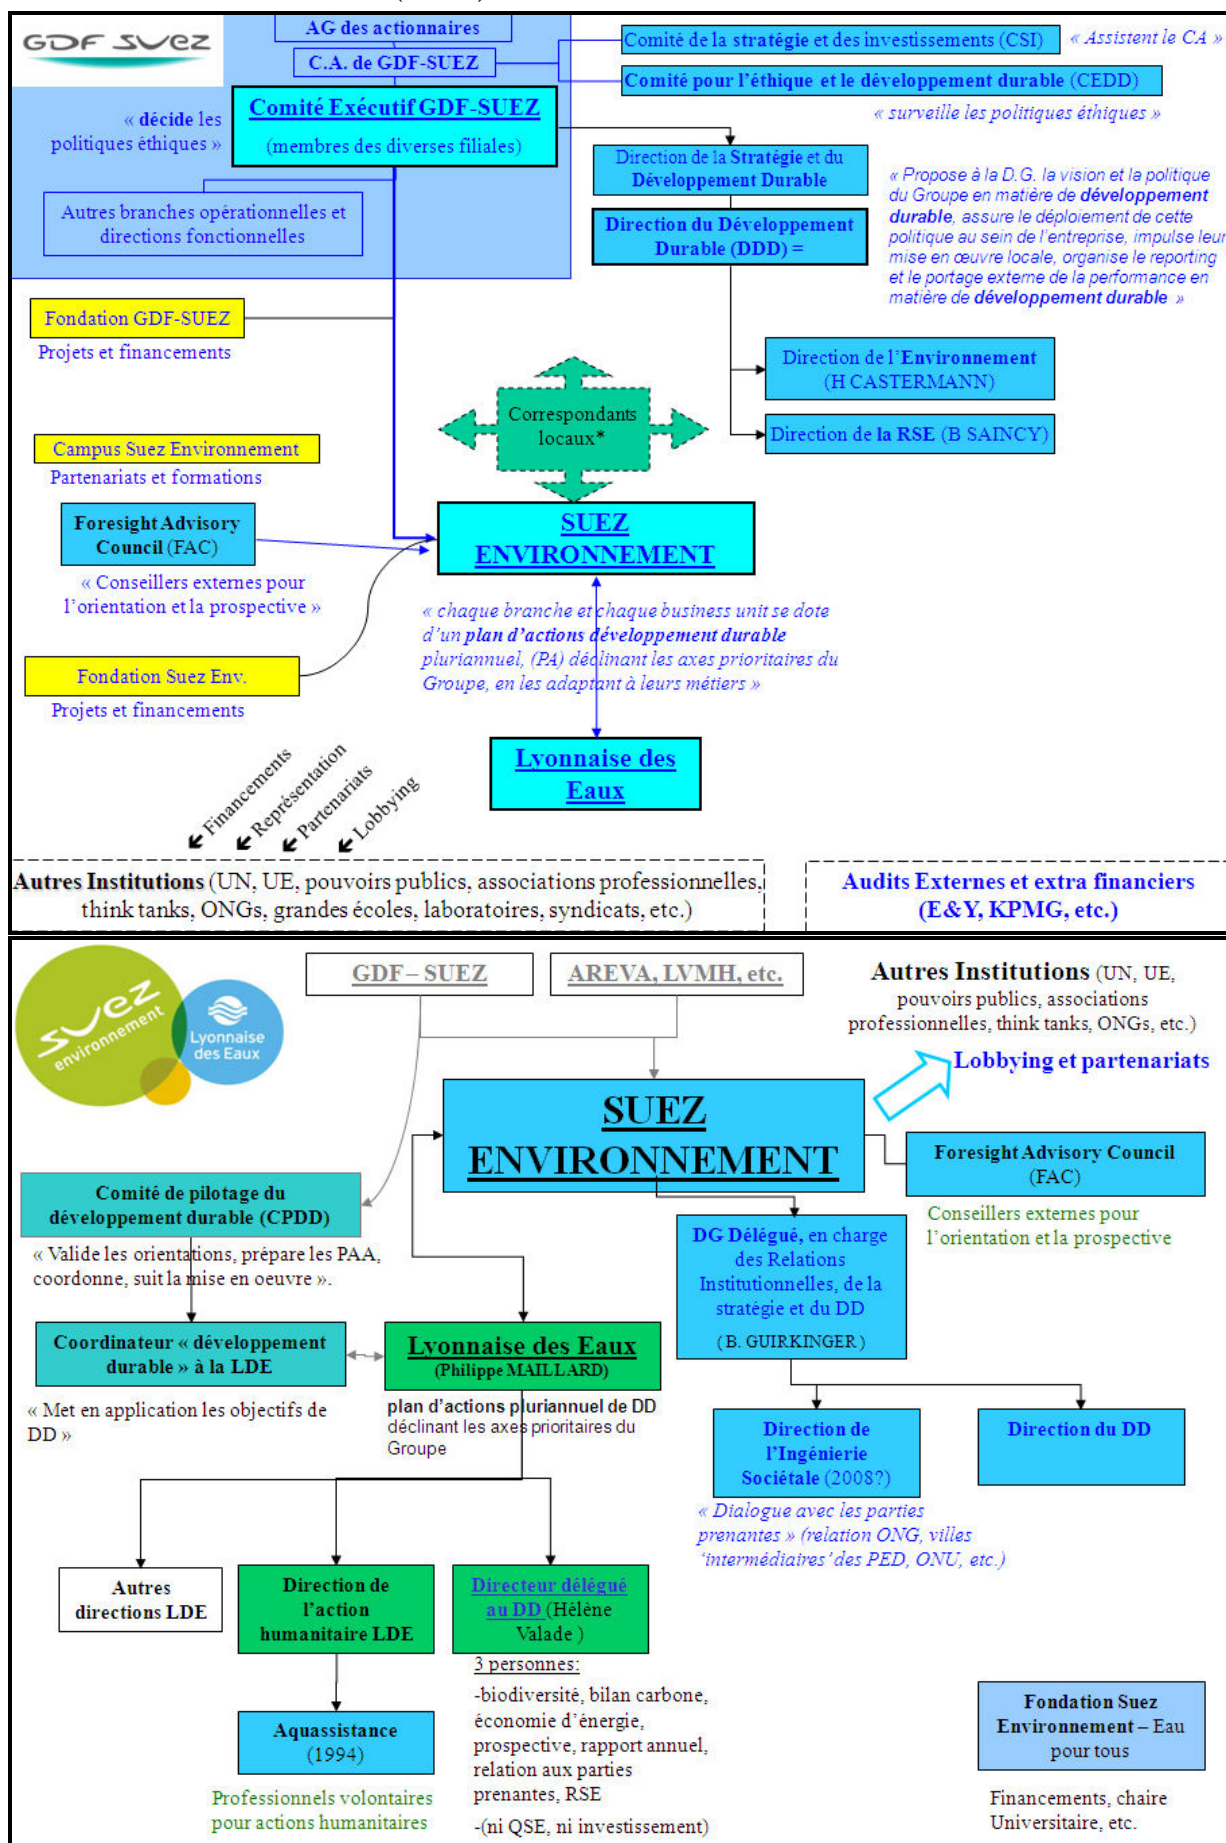 GDF SUEZ
AG des actionnaires
C.A. de GDF-SUEZ
Comité de la stratégie et des investissements (CSI)
« Assistent le CA »
Comité pour l'éthique et le développement durable (CEDD)
« surveille les politiques éthiques »
« décide les
politiques éthiques »
Comité Exécutif GDF-SUEZ
(membres des diverses filiales)
Autres branches opérationnelles et
directions fonctionnelles
Direction de la Stratégie et du
Développement Durable
Direction du Développement
Durable (DDD) =
« Propose à la D.G. la vision et la politique
du Groupe en matière de développement
durable, assure le déploiement de cette
politique au sein de l'entreprise, impulse leur
mise en œuvre locale, organise le reporting
et le portage externe de la performance en
matière de développement durable »
Fondation GDF-SUEZ
Projets et financements
Direction de l'Environnement
(H CASTERMANN)
Direction de la RSE (B SAINCY)
Correspondants
locaux*
Campus Suez Environnement
Partenariats et formations
Foresight Advisory
Council (FAC)
« Conseillers externes pour
l'orientation et la prospective »
SUEZ
ENVIRONNEMENT
« chaque branche et chaque business unit se dote
d'un plan d'actions développement durable
pluriannuel, (PA) déclinant les axes prioritaires du
Groupe, en les adaptant à leurs métiers »
Fondation Suez Env.
Projets et financements
Lyonnaise des
Eaux
Financements
Représentation
Partenariats
Lobbying
Autres Institutions (UN, UE, pouvoirs publics, associations professionnelles,
think tanks, ONGs, grandes écoles, laboratoires, syndicats, etc.)
Audits Externes et extra financiers
(E&Y, KPMG, etc.)
suez
environnement
Lyonnaise
des Eaux
GDF – SUEZ
AREVA, LVMH, etc.
Autres Institutions (UN, UE,
pouvoirs publics, associations
professionnelles, think tanks, ONGs, etc.)
Lobbying et partenariats
SUEZ
ENVIRONNEMENT
Foresight Advisory Council
(FAC)
Conseillers externes pour
l'orientation et la prospective
Comité de pilotage du
développement durable (CPDD)
« Valide les orientations, prépare les PAA,
coordonne, suit la mise en oeuvre ».
DG Délégué, en charge
des Relations
Institutionnelles, de la
stratégie et du DD
( B. GUIRKINGER )
Coordinateur « développement
durable » à la LDE
« Met en application les objectifs de
DD »
Lyonnaise des Eaux
(Philippe MAILLARD)
plan d'actions pluriannuel de DD
déclinant les axes prioritaires du
Groupe
Direction de
l'Ingénierie
Sociétale (2008?)
Direction du DD
« Dialogue avec les parties
prenantes » (relation ONG, villes
'intermédiaires' des PED, ONU, etc.)
Autres
directions LDE
Direction de
l'action
humanitaire LDE
Directeur délégué
au DD (Hélène
Valade )
3 personnes:
-biodiversité, bilan carbone,
économie d'énergie,
prospective, rapport annuel,
relation aux parties
prenantes, RSE
-(ni QSE, ni investissement)
Aquassistance
(1994)
Professionnels volontaires
pour actions humanitaires
Fondation Suez
Environnement – Eau
pour tous
Financements, chaire
Universitaire, etc.